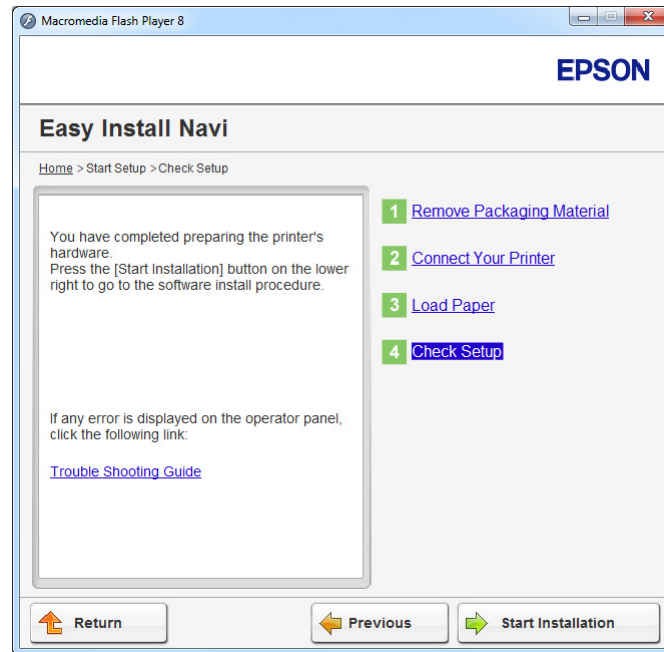 Macromedia Flash Player 8
EPSON
Easy Install Navi
Home > Start Setup >Check Setup
You have completed preparing the printer's
hardware.
Press the [Start Installation] button on the lower
right to go to the software install procedure.
If any error is displayed on the operator panel,
click the following link:
Trouble Shooting Guide
1 Remove Packaging Material
2 Connect Your Printer
3 Load Paper
4 Check Setup
Return
Previous
Start Installation